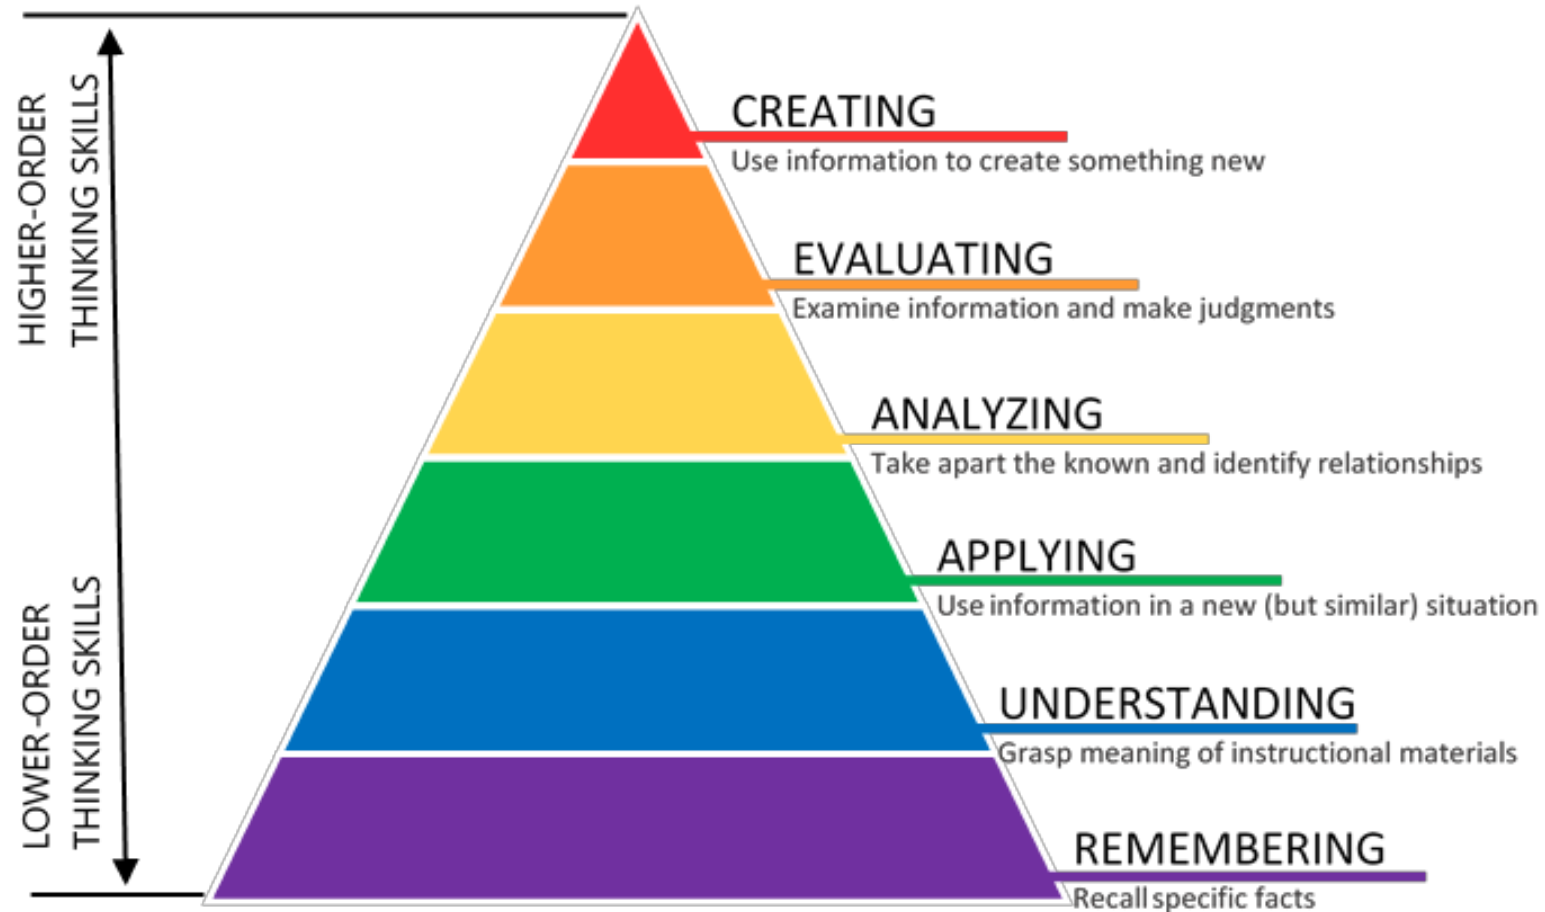 HIGHER-ORDER
THINKING SKILLS
LOWER-ORDER
THINKING SKILLS
CREATING
Use information to create something new
EVALUATING
Examine information and make judgments
ANALYZING
Take apart the known and identify relationships
APPLYING
Use information in a new (but similar) situation
UNDERSTANDING
Grasp meaning of instructional materials
REMEMBERING
Recall specific facts